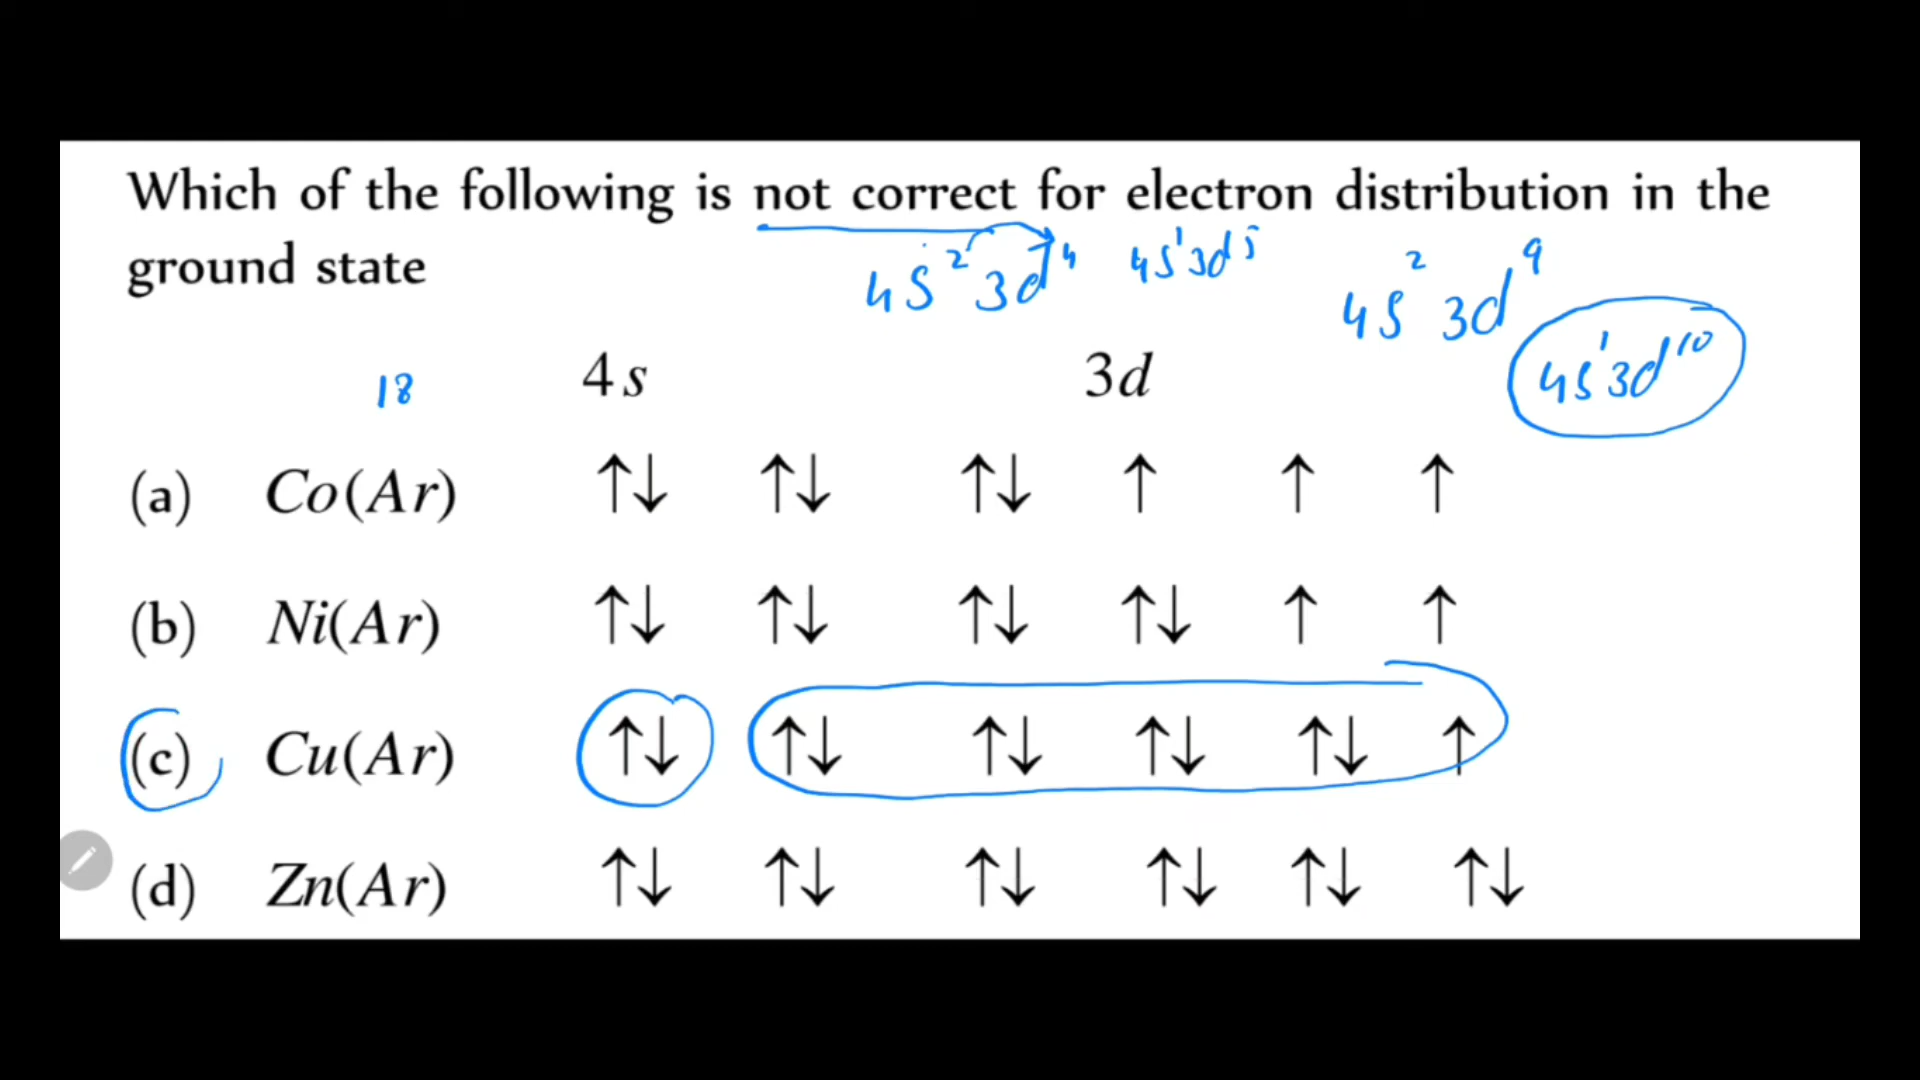 Which of the following is not correct for electron distribution in the
ground state
4s² 3d⁴ 4s¹3d⁵ 4s² 3d⁹
4s¹3d¹⁰
18 4s 3d
(a) Co(Ar) ↑↓ ↑↓ ↑↓ ↑ ↑ ↑
(b) Ni(Ar) ↑↓ ↑↓ ↑↓ ↑↓ ↑ ↑
(c) Cu(Ar) ↑↓ ↑↓ ↑↓ ↑↓ ↑↓ ↑
(d) Zn(Ar) ↑↓ ↑↓ ↑↓ ↑↓ ↑↓ ↑↓